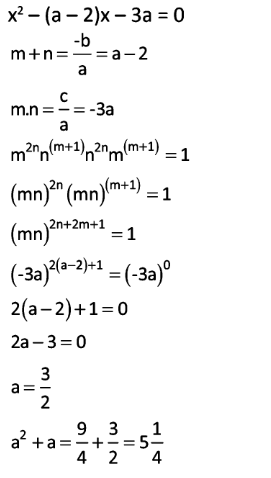 x² – (a – 2)x – 3a = 0
m + n = -b/a = a – 2
m.n = c/a = -3a
m^{2n}n^{(m+1)}n^{2n}m^{(m+1)} = 1
(mn)^{2n}(mn)^{(m+1)} = 1
(mn)^{2n+2m+1} = 1
(-3a)^{2(a–2)+1} = (-3a)^{0}
2(a – 2) + 1 = 0
2a – 3 = 0
a = 3/2
a² + a = 9/4 + 3/2 = 5 1/4